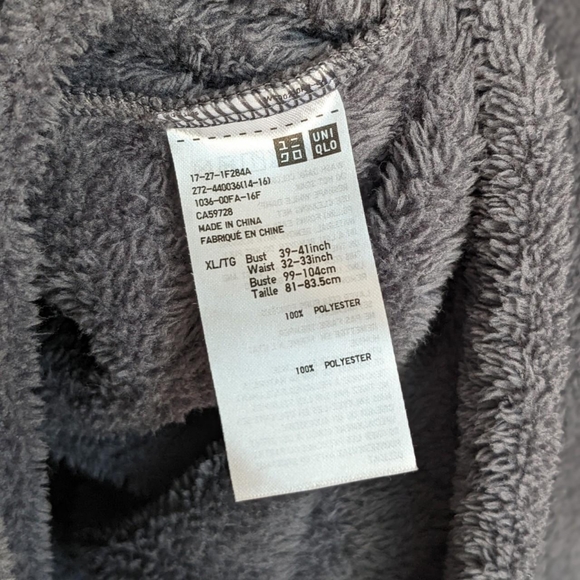 ユニクロ UNIQLO
17-27-1F284A
272-440036(14-16)
1036-00FA-16F
CA59728
MADE IN CHINA
FABRIQUÉ EN CHINE
XL/TG Bust 39-41inch
Waist 32-33inch
Buste 99-104cm
Taille 81-83.5cm
100% POLYESTER
100% POLYESTER